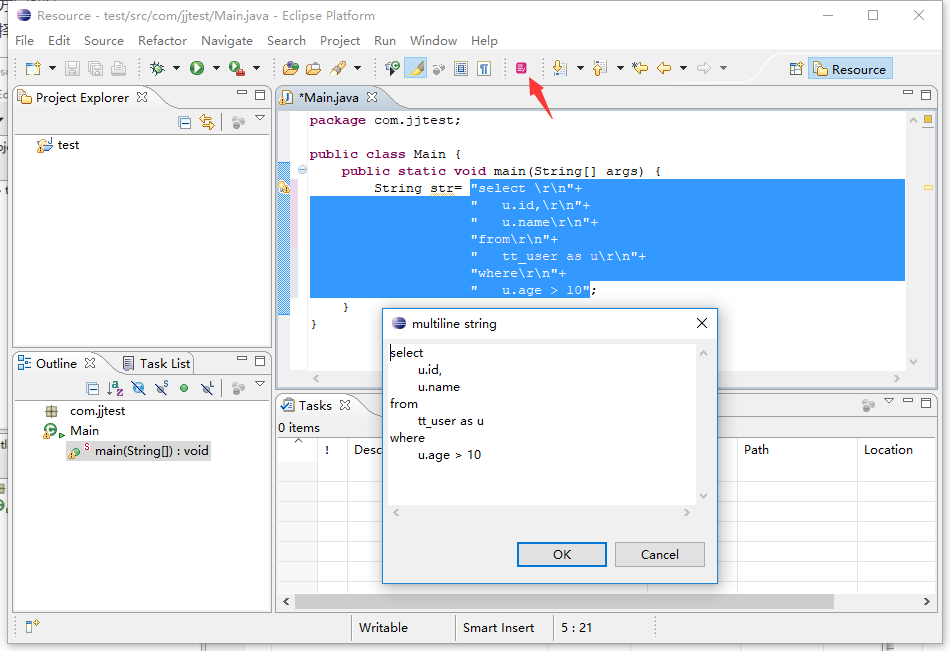 Resource - test/src/com/jjtest/Main.java - Eclipse Platform
File Edit Source Refactor Navigate Search Project Run Window Help
Resource
Project Explorer
test
*Main.java
package com.jjtest;
public class Main {
public static void main(String[] args) {
String str= "select \r\n"+
"   u.id,\r\n"+
"   u.name\r\n"+
"from\r\n"+
"   tt_user as u\r\n"+
"where\r\n"+
"   u.age > 10";
}
}
Outline
Task List
com.jjtest
Main
main(String[]) : void
Tasks
0 items
! Desc
Path
Location
multiline string
select
u.id,
u.name
from
tt_user as u
where
u.age > 10
OK
Cancel
Writable
Smart Insert
5 : 21